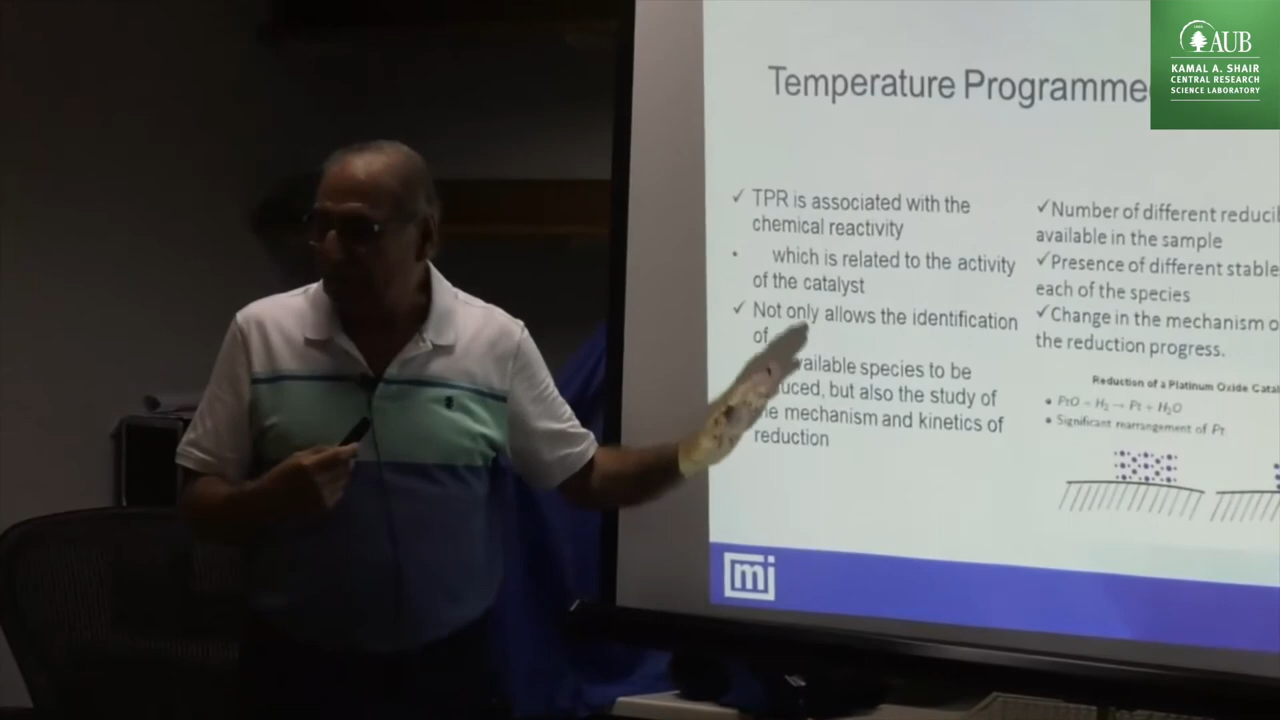 AUB
KAMAL A. SHAIR
CENTRAL RESEARCH
SCIENCE LABORATORY
Temperature Programme
✓ TPR is associated with the
chemical reactivity
• which is related to the activity
of the catalyst
✓ Not only allows the identification
of
available species to be
but also the study of
mechanism and kinetics of
reduction
✓Number of different
available in the sample
✓Presence of different stable
each of the species
✓Change in the mechanism
the reduction progress.
Reduction of a Platinum Oxide
• PtO + H₂ → Pt + H₂O
• Significant rearrangement of Pt
mi